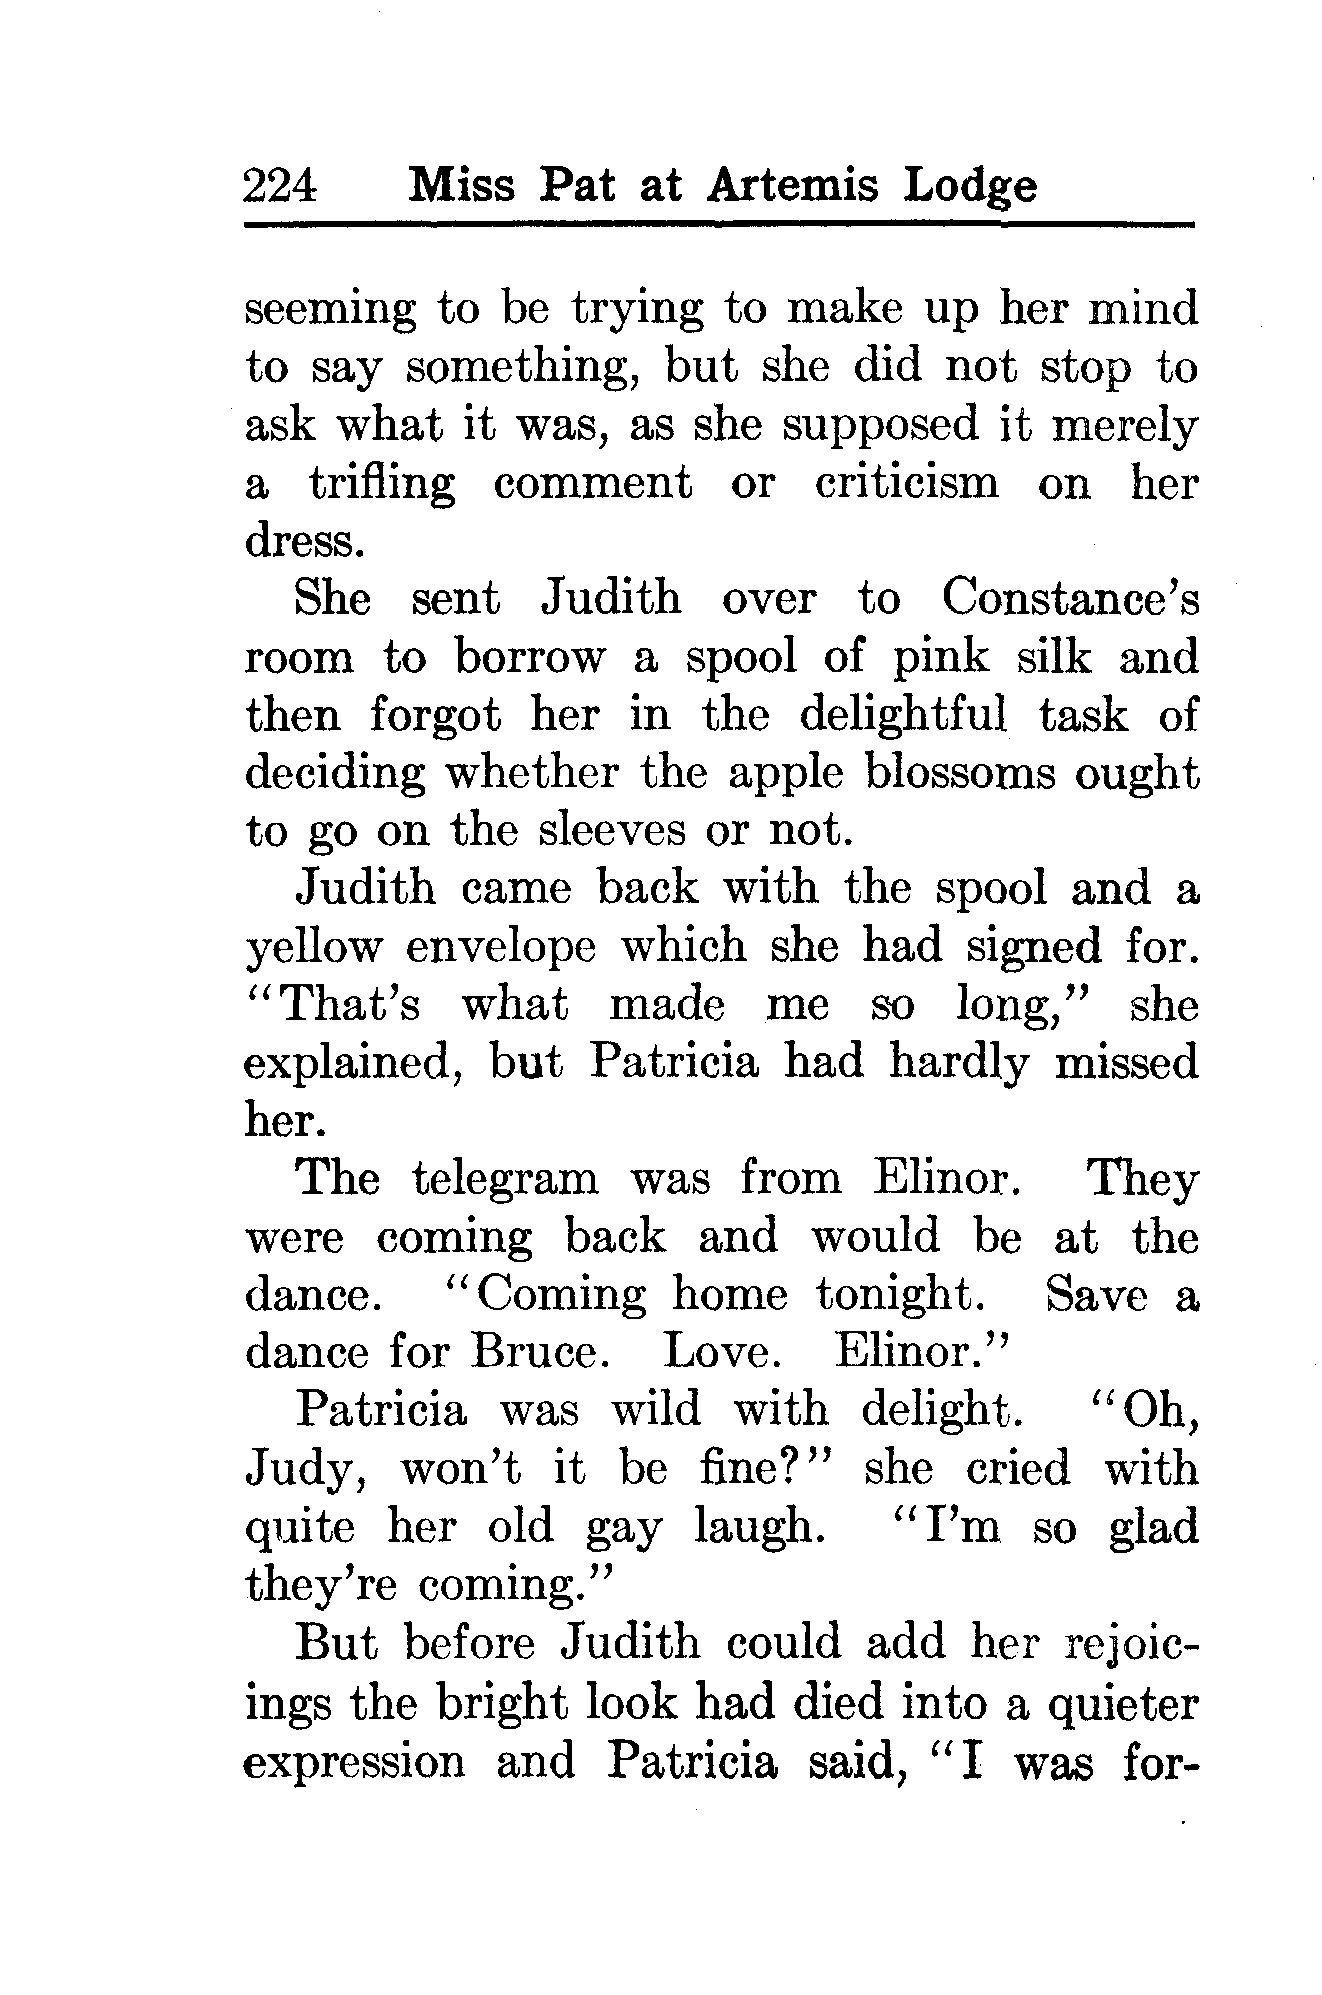 224 Miss Pat at Artemis Lodge
seeming to be trying to make up her mind
to say something, but she did not stop to
ask what it was, as she supposed it merely
a trifling comment or criticism on her
dress.
She sent Judith over to Constance's
room to borrow a spool of pink silk and
then forgot her in the delightful task of
deciding whether the apple blossoms ought
to go on the sleeves or not.
Judith came back with the spool and a
yellow envelope which she had signed for.
"That's what made me so long," she
explained, but Patricia had hardly missed
her.
The telegram was from Elinor. They
were coming back and would be at the
dance. "Coming home tonight. Save a
dance for Bruce. Love. Elinor."
Patricia was wild with delight. "Oh,
Judy, won't it be fine?" she cried with
quite her old gay laugh. "I'm so glad
they're coming."
But before Judith could add her rejoic-
ings the bright look had died into a quieter
expression and Patricia said, "I was for-